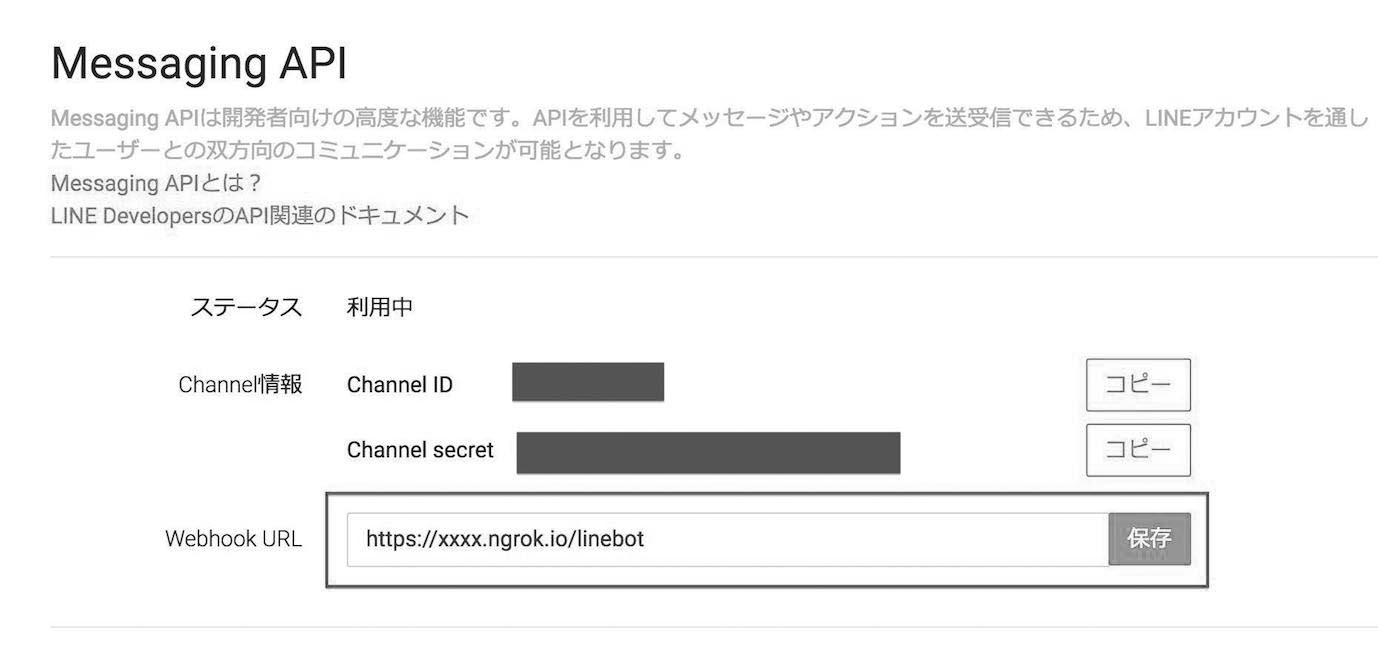 Messaging API
Messaging APIは開発者向けの高度な機能です。APIを利用してメッセージやアクションを送受信できるため、LINEアカウントを通し
たユーザーとの双方向のコミュニケーションが可能となります。
Messaging APIとは？
LINE DevelopersのAPI関連のドキュメント
ステータス 利用中
Channel情報 Channel ID コピー
Channel secret コピー
Webhook URL https://xxxx.ngrok.io/linebot 保存